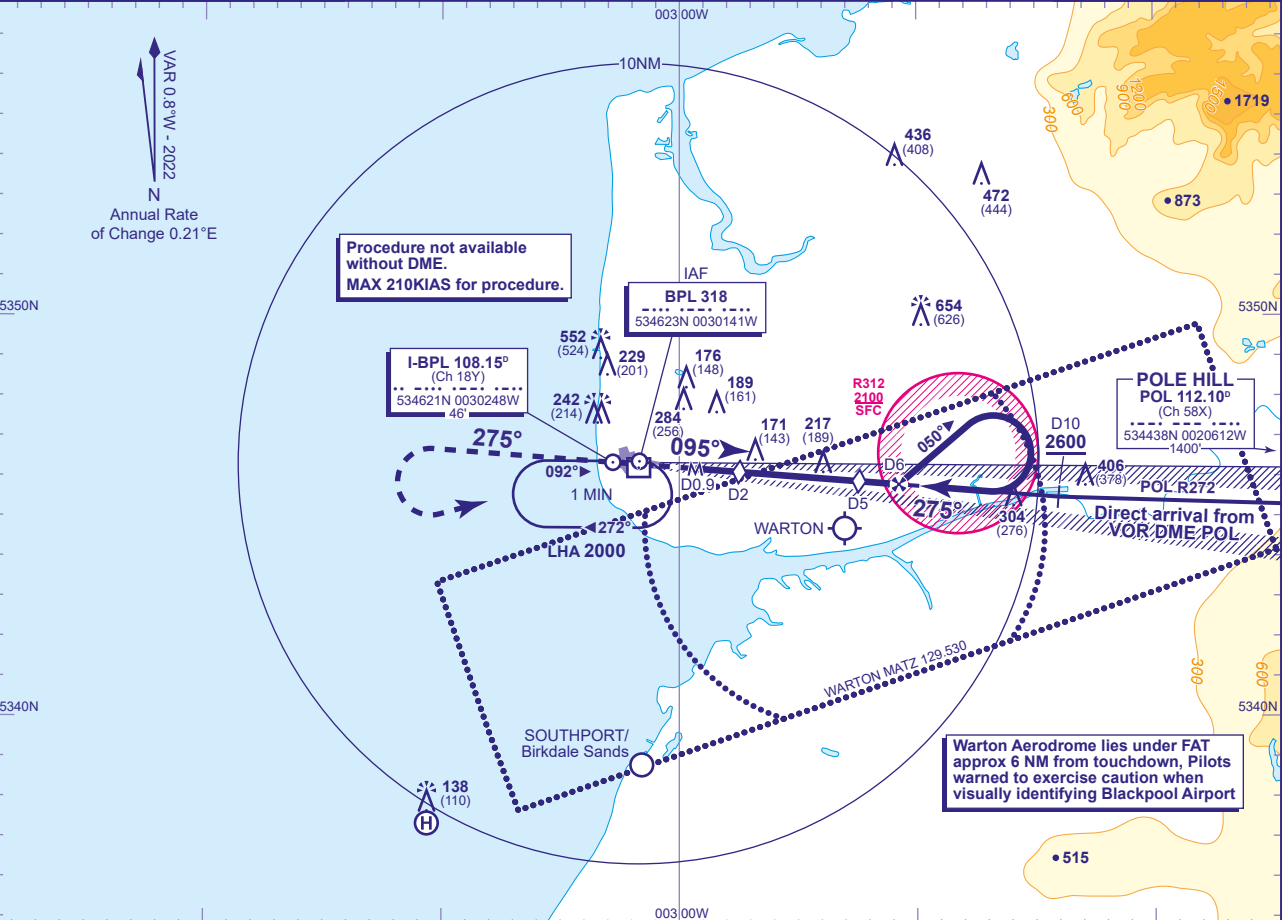 003 00W
10NM
VAR 0.8°W - 2022
N
Annual Rate
of Change 0.21°E
436
(408)
472
(444)
300
600
900
1200
1500
1719
873
Procedure not available
without DME.
MAX 210KIAS for procedure.
IAF
BPL 318
534623N 0030141W
5350N
5350N
654
(626)
552
(524)
229
(201)
176
(148)
189
(161)
I-BPL 108.15D
(Ch 18Y)
534621N 0030248W
46'
242
(214)
284
(256)
171
(143)
217
(189)
R312
2100
SFC
POLE HILL
POL 112.10D
(Ch 58X)
534438N 0020612W
1400
275°
095°
050°
D10
2600
092°
1 MIN
272°
LHA 2000
D0.9
D2
D5
D6
275°
406
(378)
POL R272
304
(276)
Direct arrival from
VOR DME POL
WARTON
WARTON MATZ 129.530
300
600
5340N
5340N
SOUTHPORT/
Birkdale Sands
138
(110)
H
Warton Aerodrome lies under FAT
approx 6 NM from touchdown, Pilots
warned to exercise caution when
visually identifying Blackpool Airport
515
003 00W